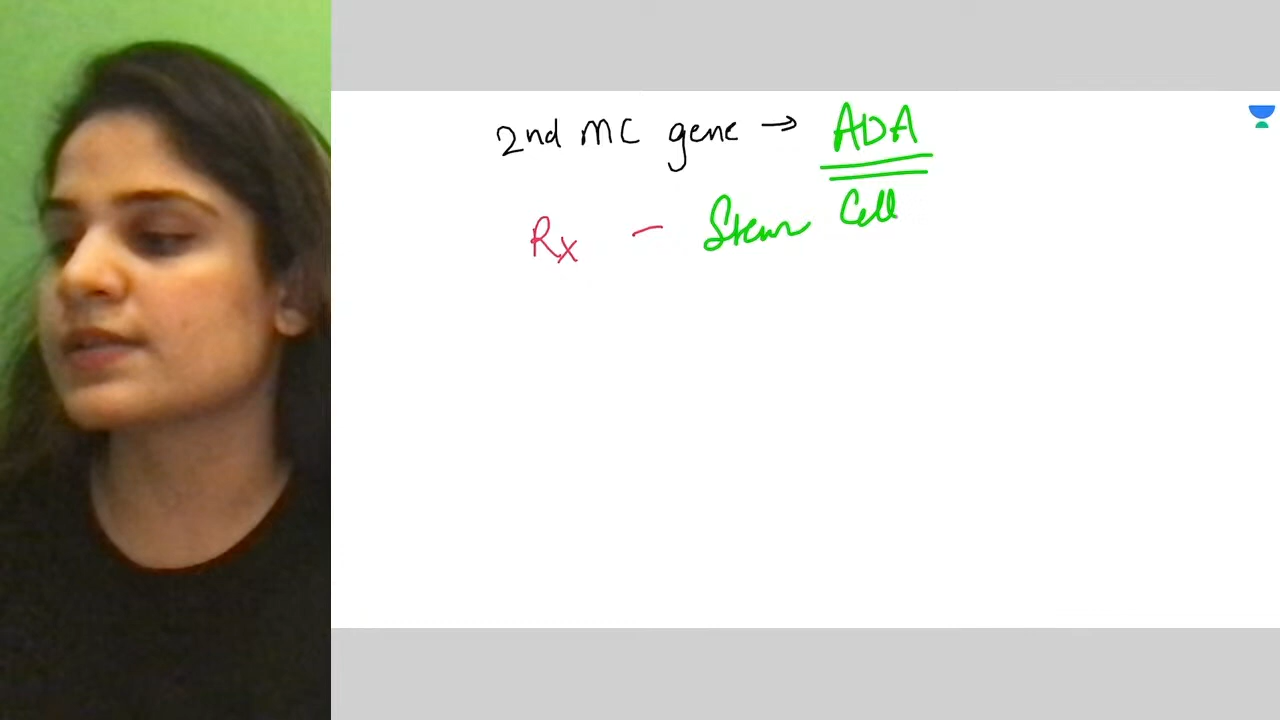 2nd MC gene → ADA
Rx - Stem Cell